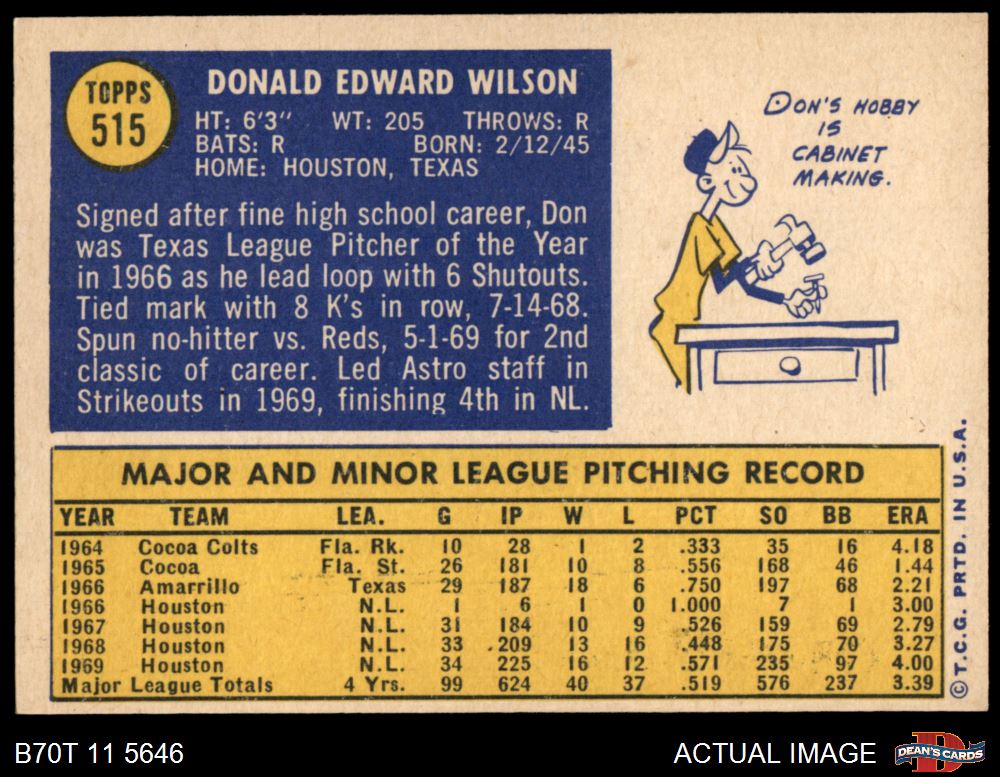 TOPPS
515
DONALD EDWARD WILSON
HT: 6'3" WT: 205 THROWS: R
BATS: R BORN: 2/12/45
HOME: HOUSTON, TEXAS
Signed after fine high school career, Don
was Texas League Pitcher of the Year
in 1966 as he lead loop with 6 Shutouts.
Tied mark with 8 K's in row, 7-14-68.
Spun no-hitter vs. Reds, 5-1-69 for 2nd
classic of career. Led Astro staff in
Strikeouts in 1969, finishing 4th in NL.
DON'S HOBBY
IS
CABINET
MAKING.
MAJOR AND MINOR LEAGUE PITCHING RECORD
YEAR TEAM LEA. G IP W L PCT SO BB ERA
1964 Cocoa Colts Fla. Rk. 10 28 1 2 .333 35 16 4.18
1965 Cocoa Fla. St. 26 181 10 8 .556 168 46 1.44
1966 Amarrillo Texas 29 187 18 6 .750 197 68 2.21
1966 Houston N.L. 1 6 1 0 1.000 7 1 3.00
1967 Houston N.L. 31 184 10 9 .526 159 69 2.79
1968 Houston N.L. 33 209 13 16 .448 175 70 3.27
1969 Houston N.L. 34 225 16 12 .571 235 97 4.00
Major League Totals 4 Yrs. 99 624 40 37 .519 576 237 3.39
© T.C.G. PRTD. IN U.S.A.
B70T 11 5646
ACTUAL IMAGE
D
DEAN'S CARDS